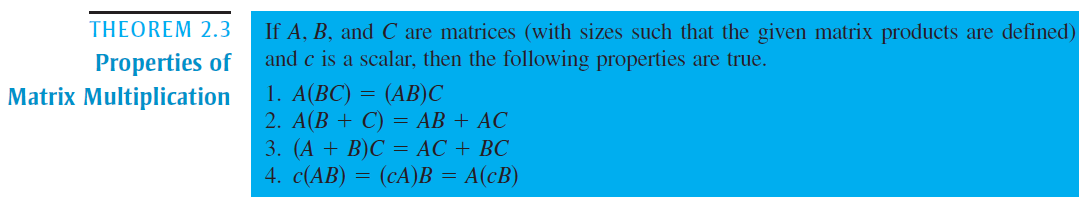 THEOREM 2.3
Properties of
Matrix Multiplication
If A, B, and C are matrices (with sizes such that the given matrix products are defined)
and c is a scalar, then the following properties are true.
1. A(BC) = (AB)C
2. A(B + C) = AB + AC
3. (A + B)C = AC + BC
4. c(AB) = (cA)B = A(cB)